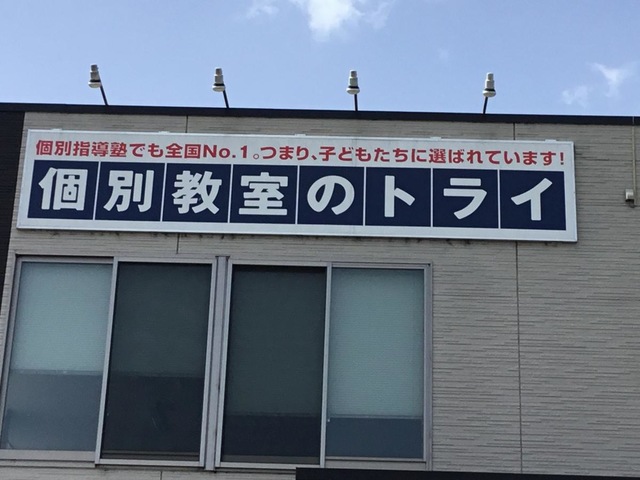 個別指導塾でも全国No.1。つまり、子どもたちに選ばれています!
個別教室のトライ